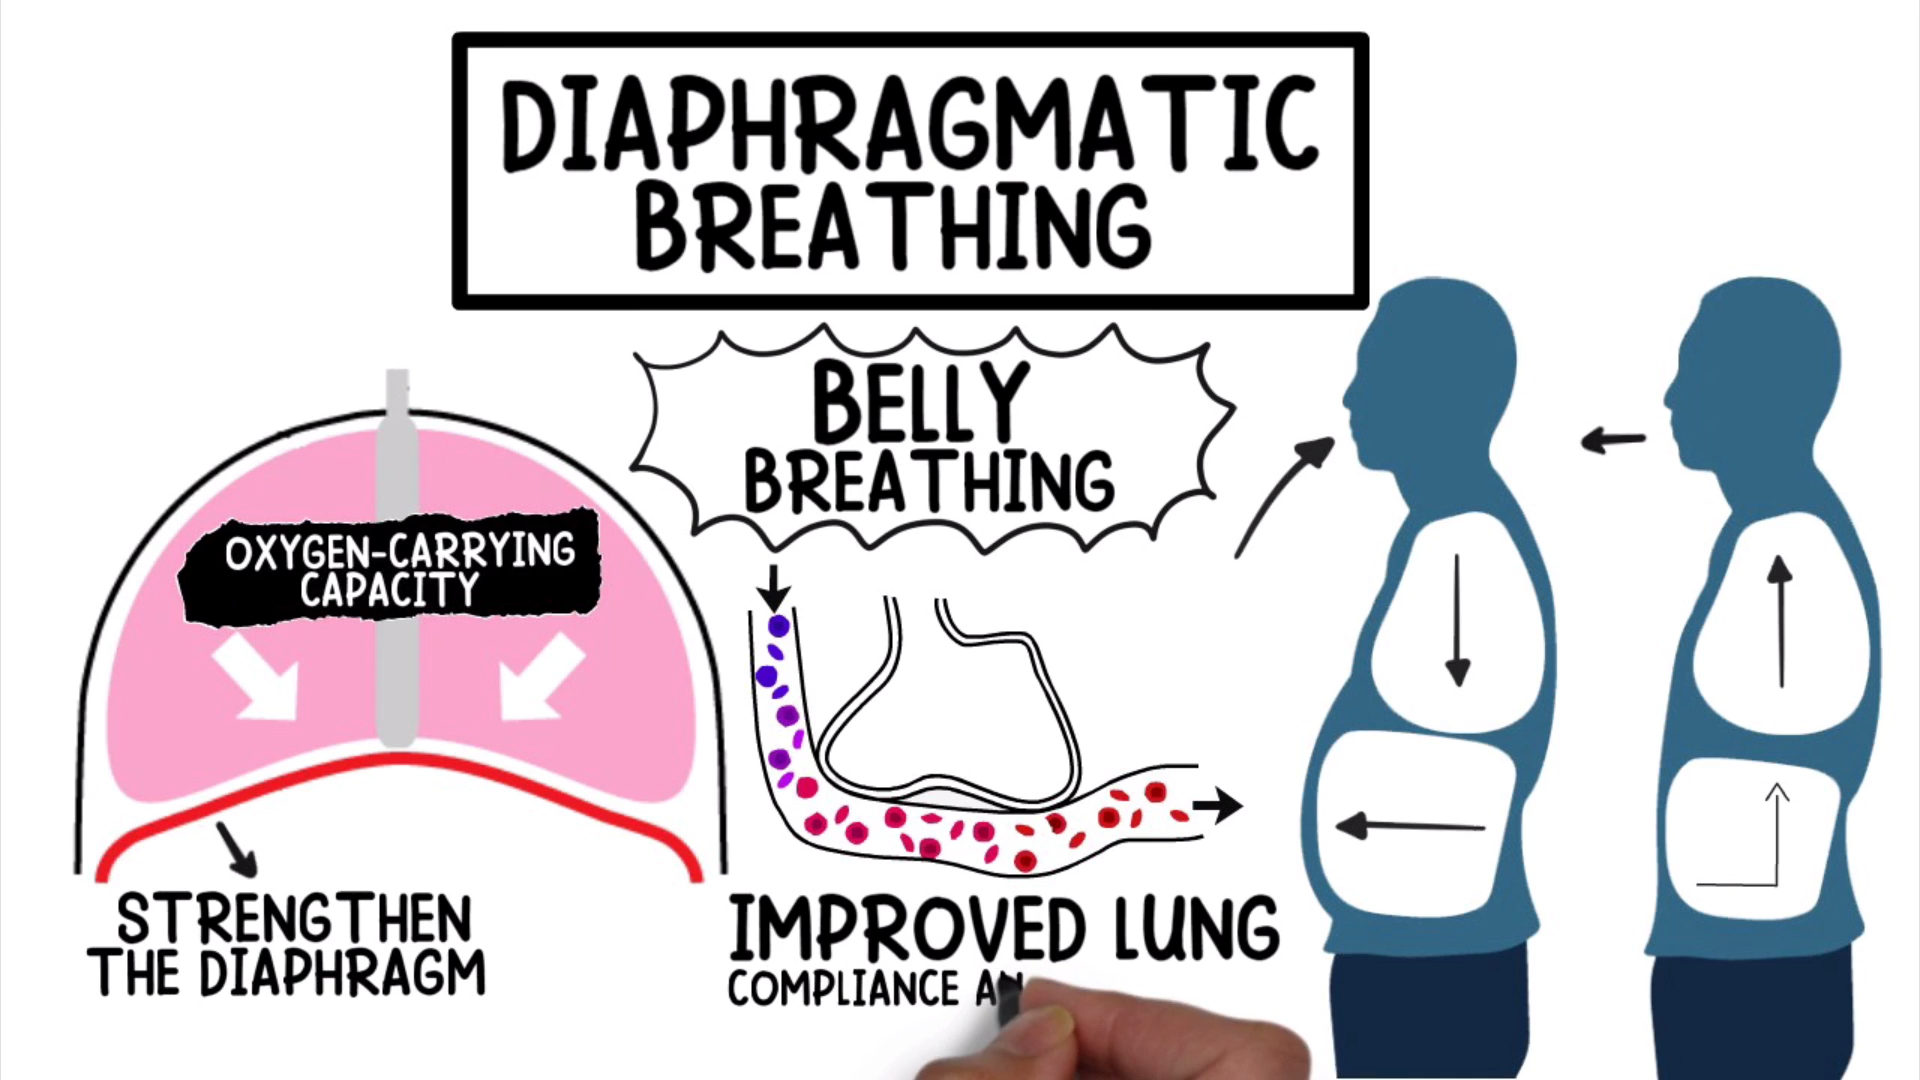 DIAPHRAGMATIC
BREATHING
BELLY
BREATHING
OXYGEN-CARRYING
CAPACITY
STRENGTHEN
THE DIAPHRAGM
IMPROVED LUNG
COMPLIANCE